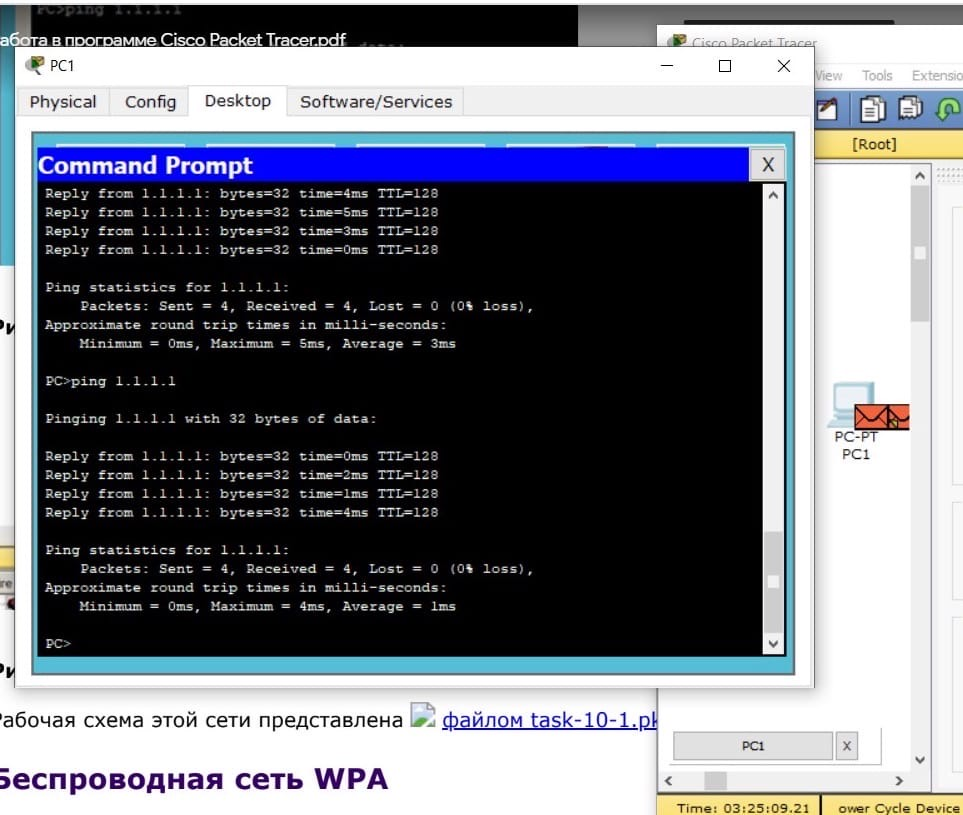 PC>ping 1.1.1.1
абота в программе Cisco Packet Tracer.pdf
Cisco Packet Tracer
PC1
View Tools Extensio
Physical Config Desktop Software/Services
[Root]
Command Prompt X
Reply from 1.1.1.1: bytes=32 time=4ms TTL=128
Reply from 1.1.1.1: bytes=32 time=5ms TTL=128
Reply from 1.1.1.1: bytes=32 time=3ms TTL=128
Reply from 1.1.1.1: bytes=32 time=0ms TTL=128
Ping statistics for 1.1.1.1:
Packets: Sent = 4, Received = 4, Lost = 0 (0% loss),
Approximate round trip times in milli-seconds:
Minimum = 0ms, Maximum = 5ms, Average = 3ms
PC>ping 1.1.1.1
Pinging 1.1.1.1 with 32 bytes of data:
Reply from 1.1.1.1: bytes=32 time=0ms TTL=128
Reply from 1.1.1.1: bytes=32 time=2ms TTL=128
Reply from 1.1.1.1: bytes=32 time=1ms TTL=128
Reply from 1.1.1.1: bytes=32 time=4ms TTL=128
Ping statistics for 1.1.1.1:
Packets: Sent = 4, Received = 4, Lost = 0 (0% loss),
Approximate round trip times in milli-seconds:
Minimum = 0ms, Maximum = 4ms, Average = 1ms
PC>
PC-PT
PC1
Рабочая схема этой сети представлена файлом task-10-1.pk
PC1 X
Беспроводная сеть WPA
Time: 03:25:09.21 ower Cycle Device